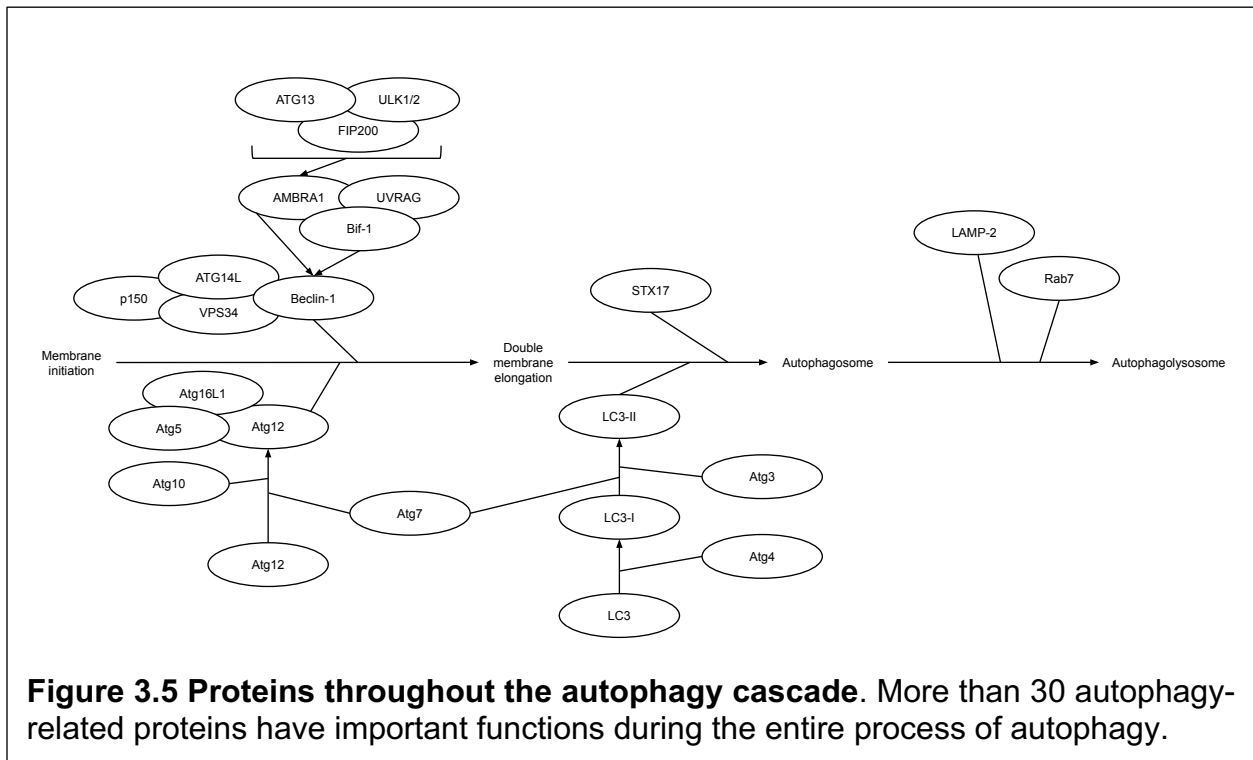 ATG13
ULK1/2
FIP200
AMBRA1
UVRAG
Bif-1
ATG14L
p150
Beclin-1
VPS34
STX17
LAMP-2
Rab7
Membrane
initiation
Double
membrane
elongation
Autophagosome
Autophagolysosome
Atg16L1
Atg5
Atg12
LC3-II
Atg10
Atg3
Atg7
LC3-I
Atg12
Atg4
LC3
Figure 3.5 Proteins throughout the autophagy cascade. More than 30 autophagy-
related proteins have important functions during the entire process of autophagy.